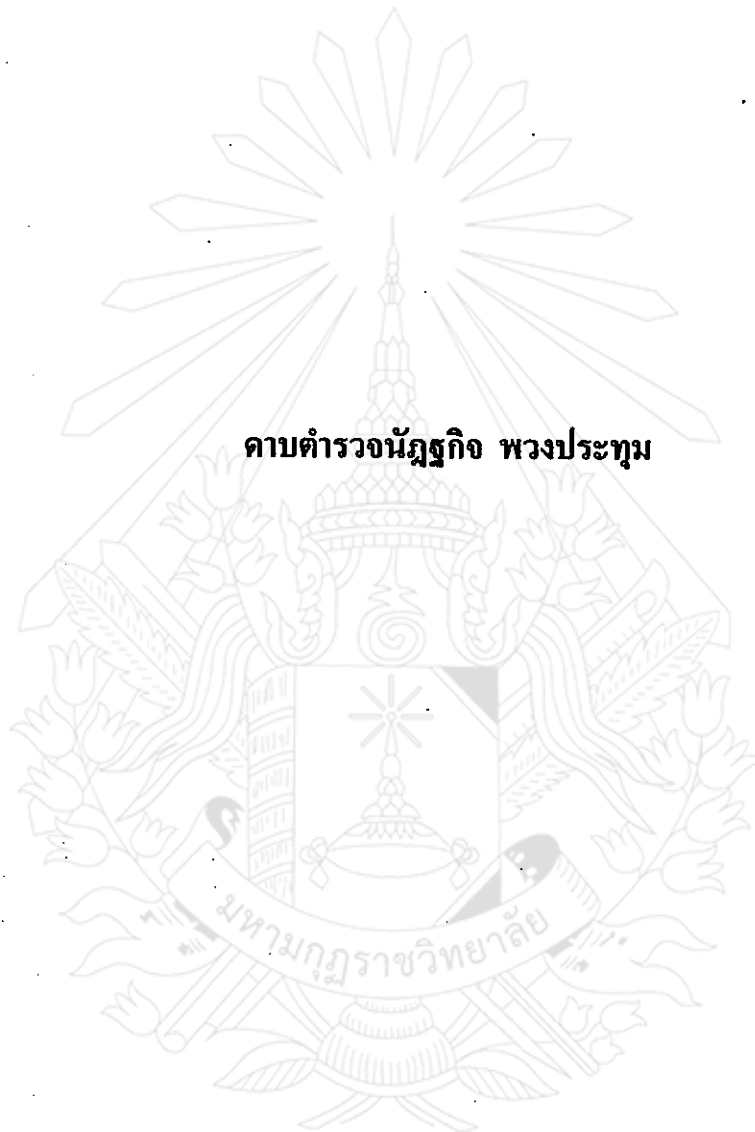 ดาบตำรวจนัฎฐกิจ พวงประทุม
มหามกุฏราชวิทยาลัย